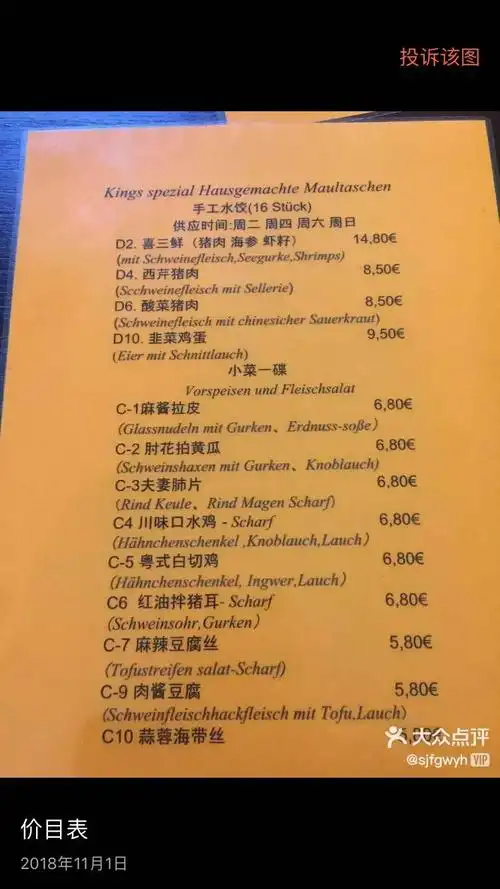 投诉该图
Kings spezial Hausgemachte Maultaschen
手工水饺(16 Stück)
供应时间:周二 周四 周六 周日
D2. 喜三鲜（猪肉 海参 虾籽） 14,80€
(mit Schweinefleisch,Seegurke,Shrimps)
D4. 西芹猪肉 8,50€
(Scchweinefleisch mit Sellerie)
D6. 酸菜猪肉 8,50€
(Schweinefleisch mit chinesicher Sauerkraut)
D10. 韭菜鸡蛋 9,50€
(Eier mit Schnittlauch)
小菜一碟
Vorspeisen und Fleischsalat
C-1麻酱拉皮 6,80€
(Glassnudeln mit Gurken、Erdnuss-soße）
C-2 肘花拍黄瓜 6,80€
(Schweinshaxen mit Gurken、Knoblauch)
C-3夫妻肺片 6,80€
(Rind Keule、Rind Magen Scharf)
C4 川味口水鸡 - Scharf 6,80€
(Hähnchenschenkel ,Knoblauch,Lauch）
C-5 粤式白切鸡 6,80€
(Hähnchenschenkel, Ingwer,Lauch）
C6 红油拌猪耳- Scharf 6,80€
(Schweinsohr,Gurken）
C-7 麻辣豆腐丝 5,80€
(Tofustreifen salat-Scharf)
C-9 肉酱豆腐 5,80€
(Schweinfleischhackfleisch mit Tofu,Lauch）
C10 蒜蓉海带丝
大众点评
@sjfgwyh VIP
价目表
2018年11月1日